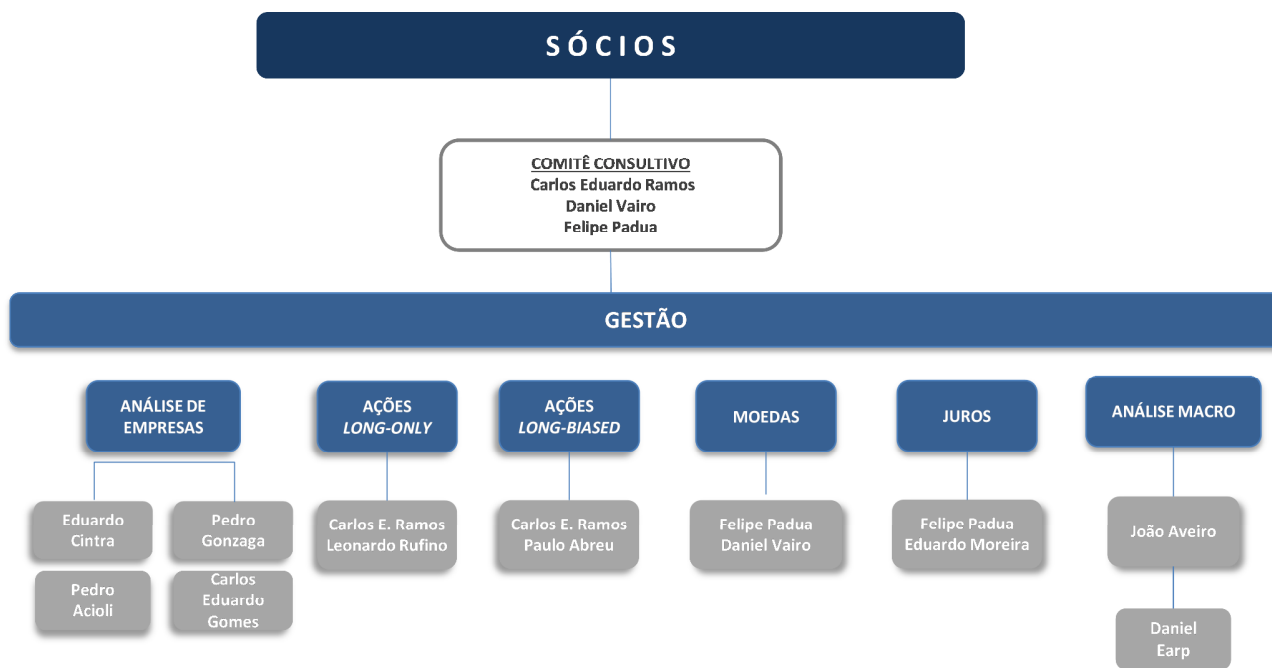 SÓCIOS
COMITÊ CONSULTIVO
Carlos Eduardo Ramos
Daniel Vairo
Felipe Padua
GESTÃO
ANÁLISE DE
EMPRESAS
AÇÕES
LONG-ONLY
AÇÕES
LONG-BIASED
MOEDAS
JUROS
ANÁLISE MACRO
Eduardo
Cintra
Pedro
Gonzaga
Pedro
Acioli
Carlos
Eduardo
Gomes
Carlos E. Ramos
Leonardo Rufino
Carlos E. Ramos
Paulo Abreu
Felipe Padua
Daniel Vairo
Felipe Padua
Eduardo Moreira
João Aveiro
Daniel
Earp